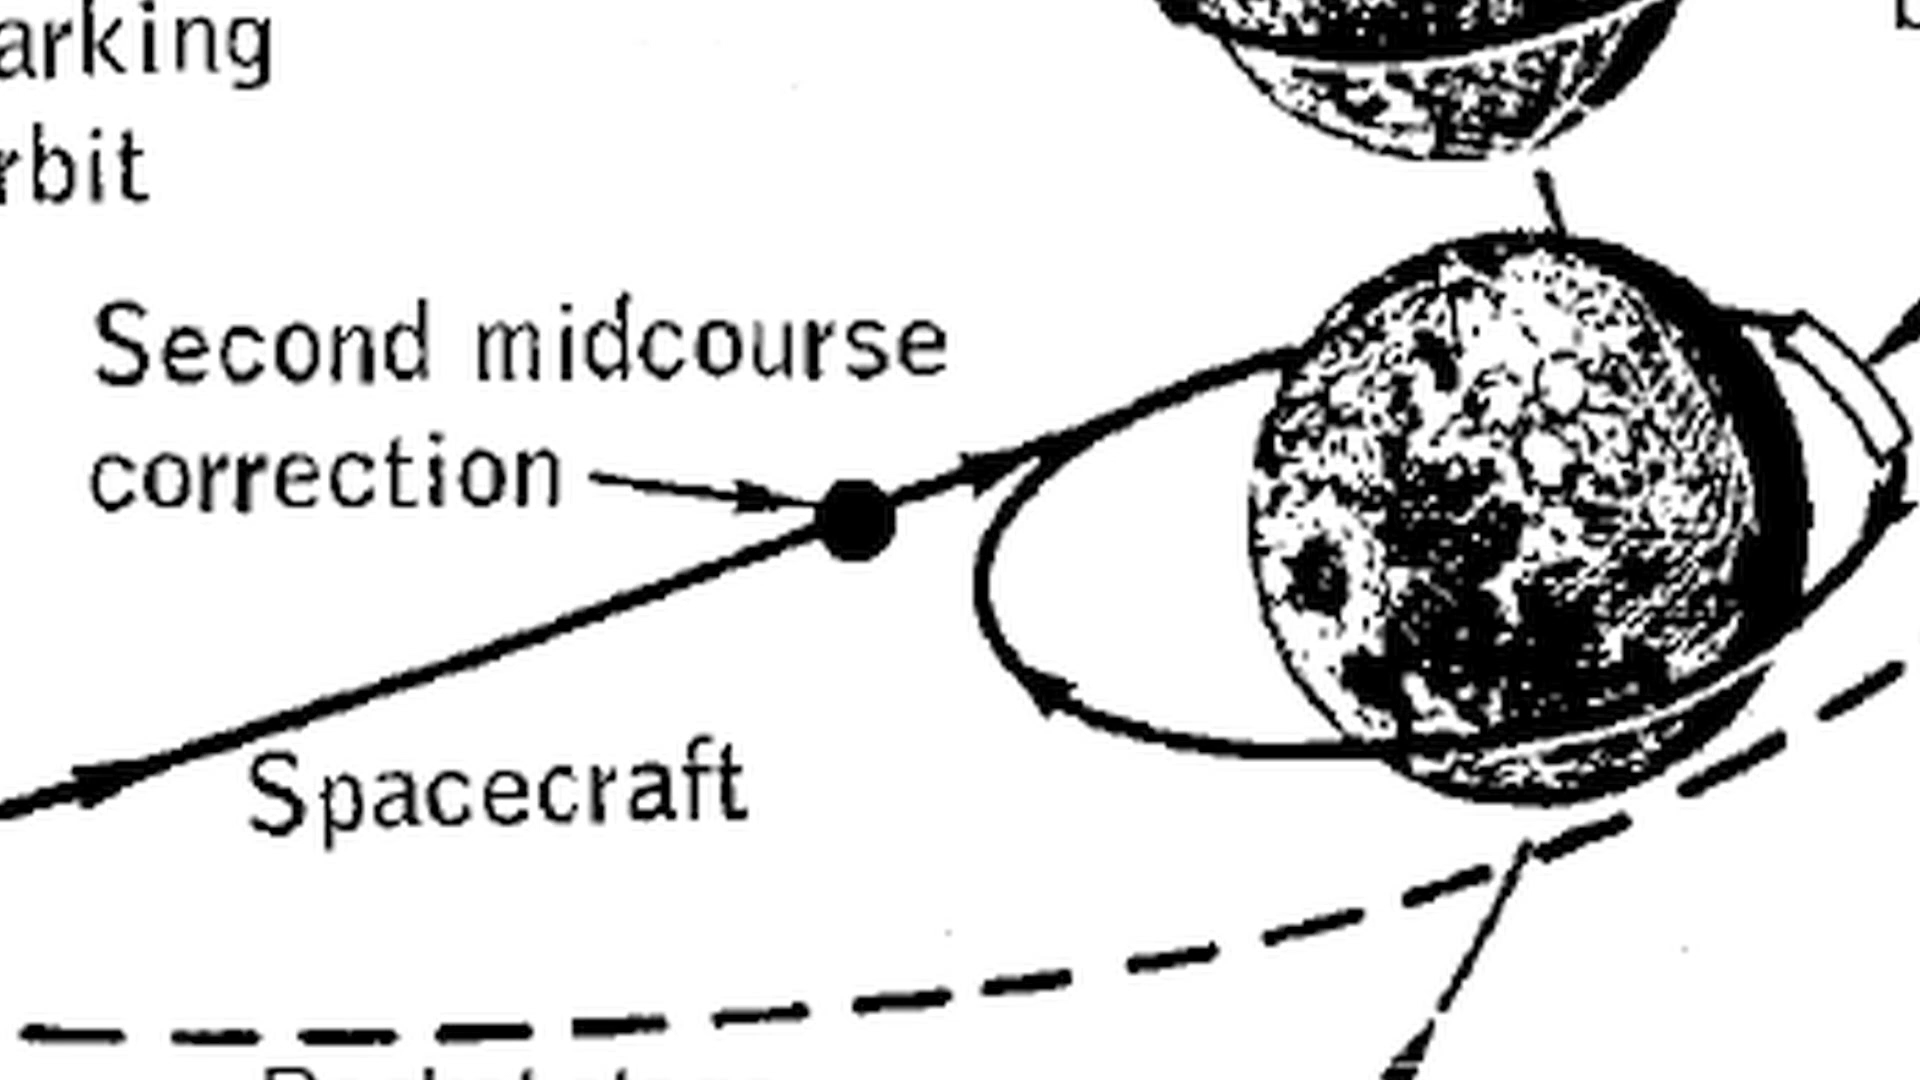 arking
rbit
Second midcourse
correction
Spacecraft